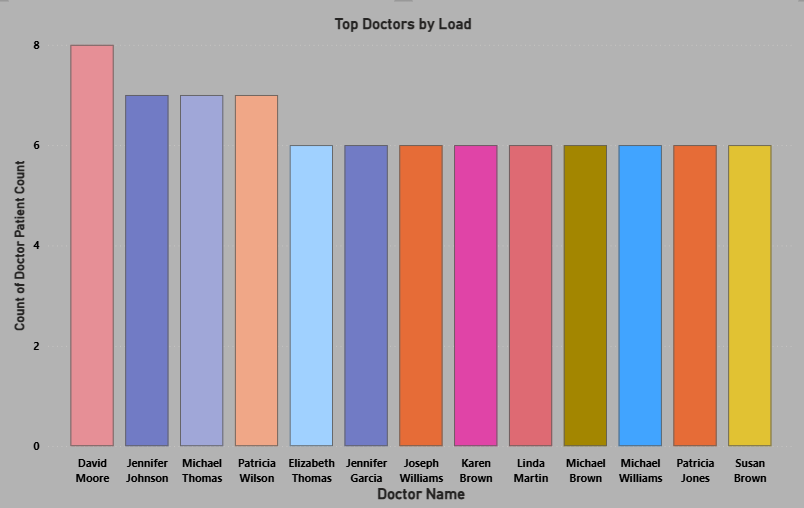 Top Doctors by Load
Count of Doctor Patient Count
8
6
4
2
0
David Moore
Jennifer Johnson
Michael Thomas
Patricia Wilson
Elizabeth Thomas
Jennifer Garcia
Joseph Williams
Karen Brown
Linda Martin
Michael Brown
Michael Williams
Patricia Jones
Susan Brown
Doctor Name